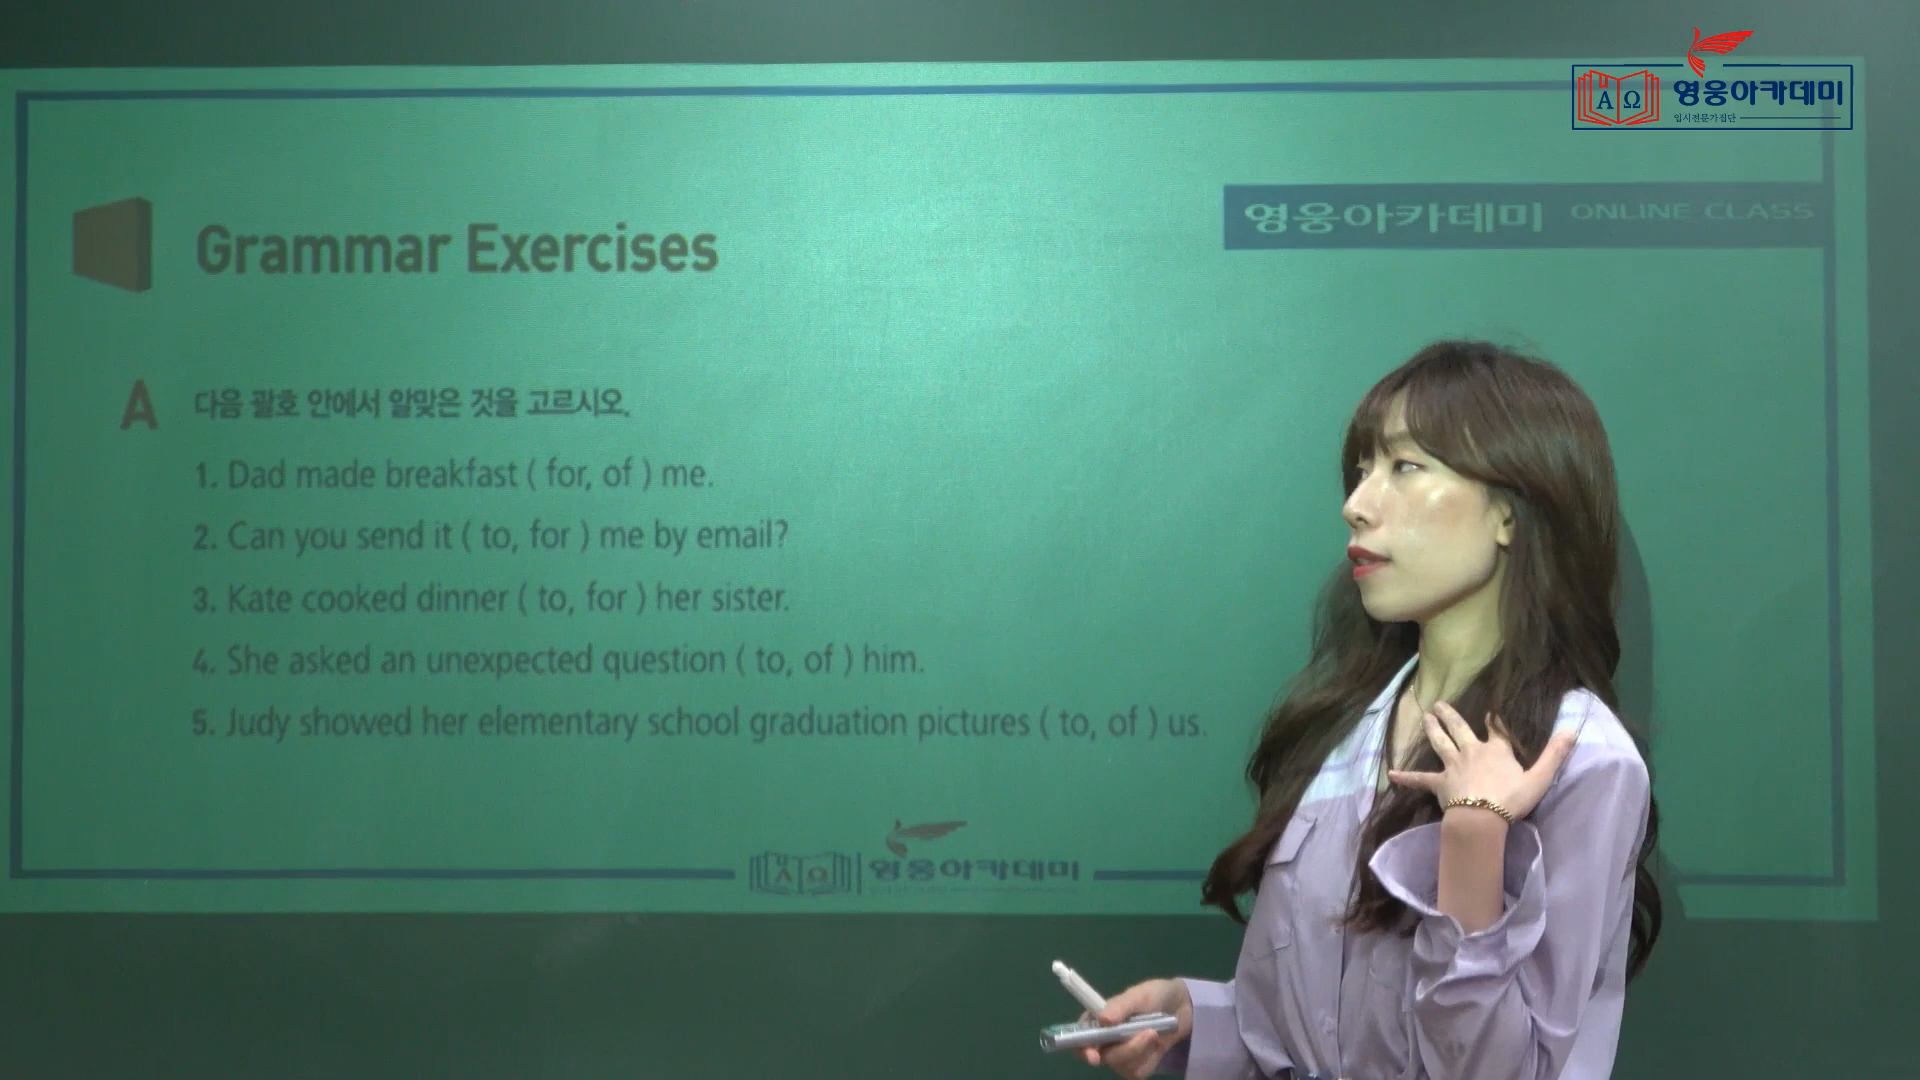 영웅아카데미
입시전문가집단
영웅아카데미 ONLINE CLASS
Grammar Exercises
A 다음 괄호 안에서 알맞은 것을 고르시오.
1. Dad made breakfast ( for, of ) me.
2. Can you send it ( to, for ) me by email?
3. Kate cooked dinner ( to, for ) her sister.
4. She asked an unexpected question ( to, of ) him.
5. Judy showed her elementary school graduation pictures ( to, of ) us.
영웅아카데미